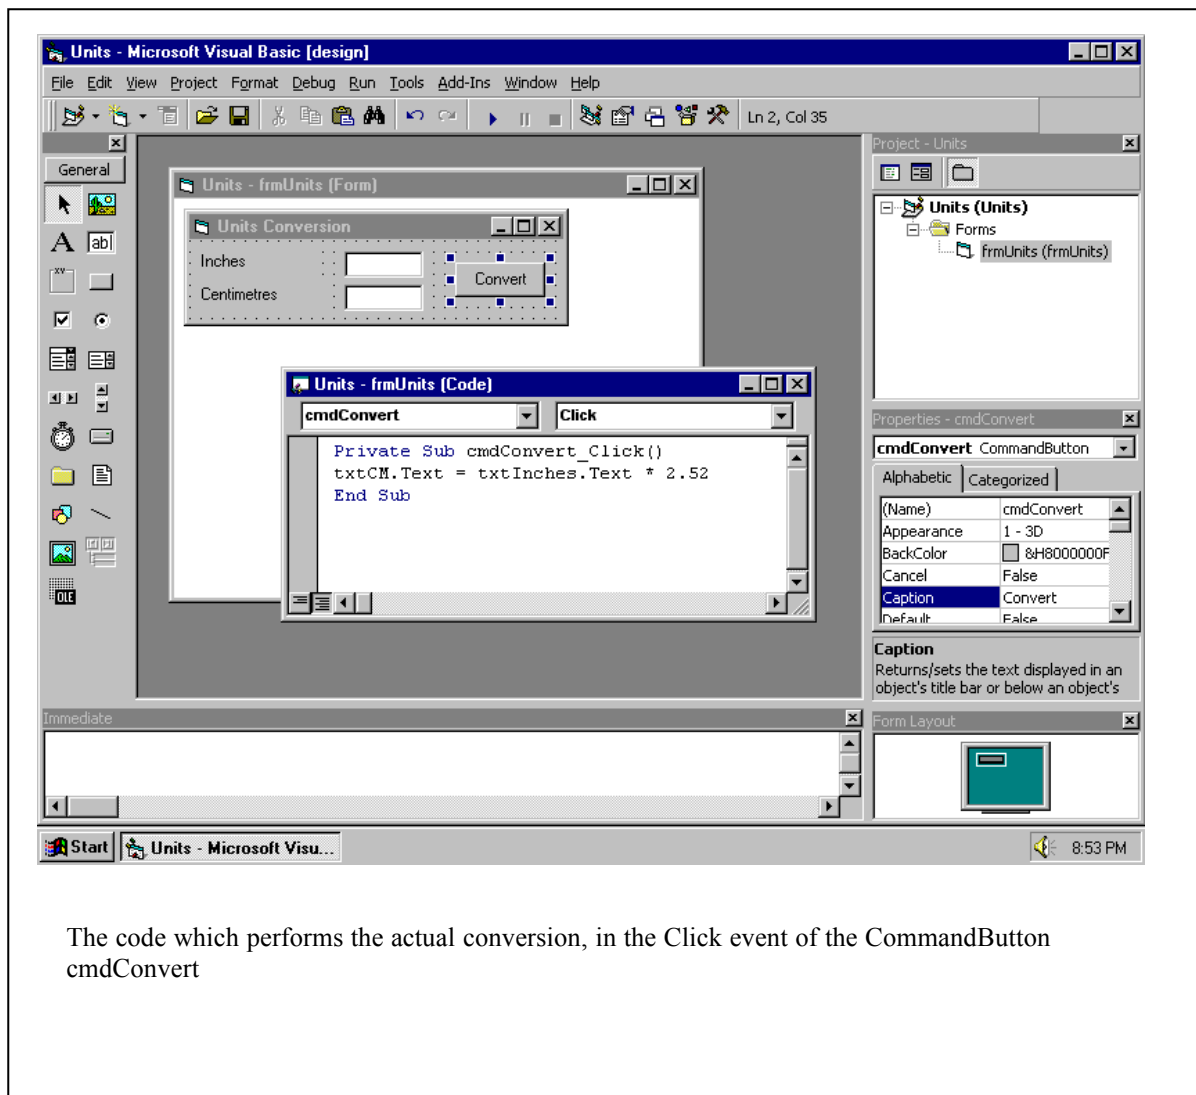 Units - Microsoft Visual Basic [design]
File Edit View Project Format Debug Run Tools Add-Ins Window Help
Ln 2, Col 35
General
A ab|
xv
OLE
Units - frmUnits (Form)
Units Conversion
Inches
Centimetres
Convert
Units - frmUnits (Code)
cmdConvert Click
Private Sub cmdConvert_Click()
txtCM.Text = txtInches.Text * 2.52
End Sub
Project - Units
Units (Units)
Forms
frmUnits (frmUnits)
Properties - cmdConvert
cmdConvert CommandButton
Alphabetic Categorized
(Name) cmdConvert
Appearance 1 - 3D
BackColor &H8000000F
Cancel False
Caption Convert
Default False
Caption
Returns/sets the text displayed in an
object's title bar or below an object's
Immediate
Form Layout
Start Units - Microsoft Visu... 8:53 PM
The code which performs the actual conversion, in the Click event of the CommandButton
cmdConvert